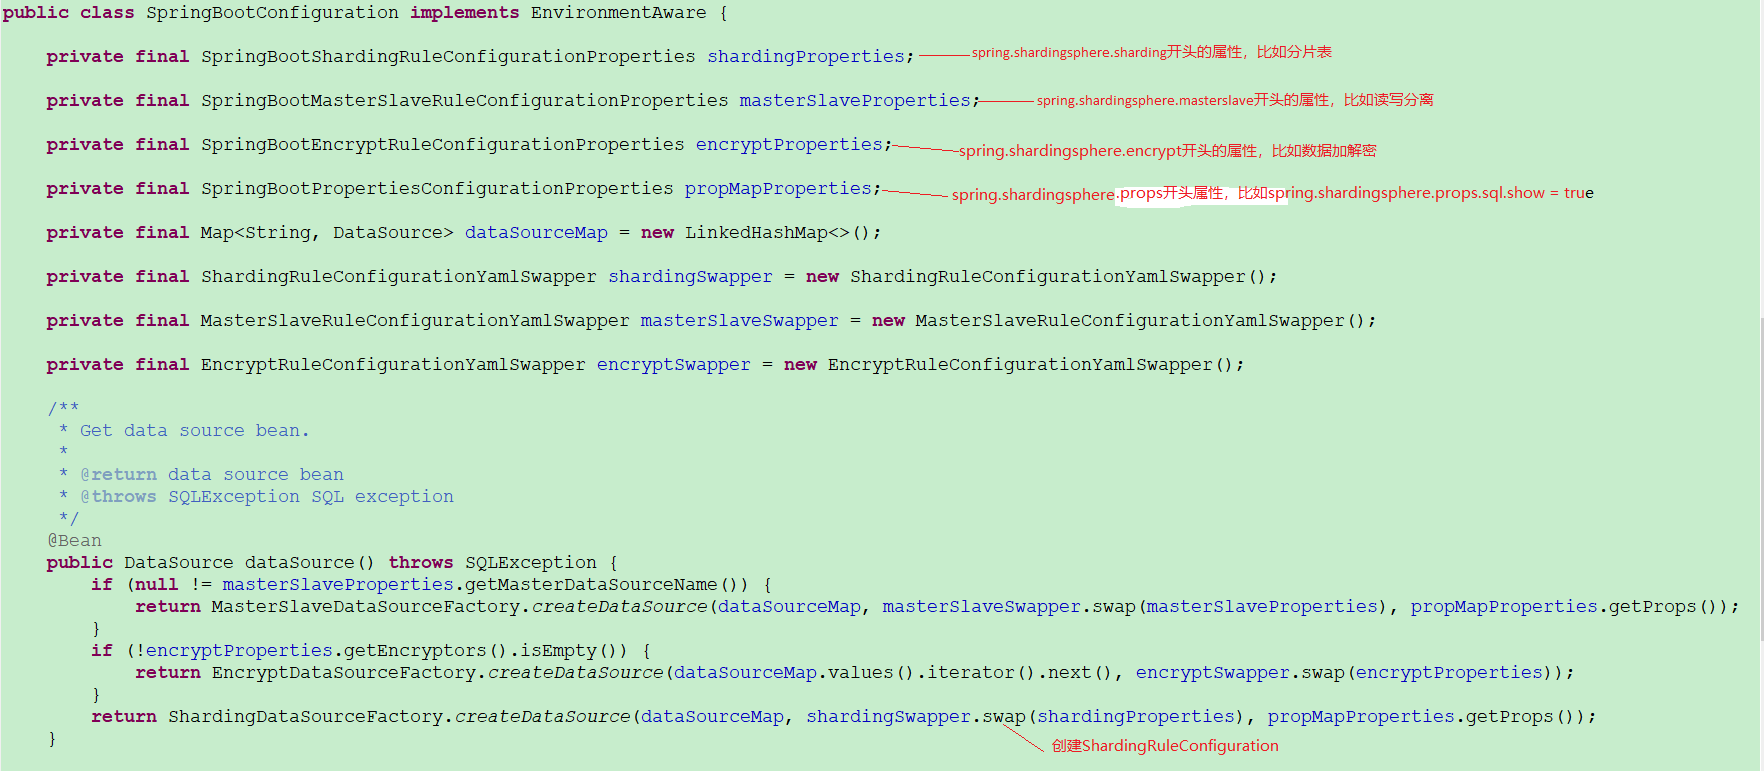 public class SpringBootConfiguration implements EnvironmentAware {
private final SpringBootShardingRuleConfigurationProperties shardingProperties; spring.shardingsphere.sharding开头的属性，比如分片表
private final SpringBootMasterSlaveRuleConfigurationProperties masterSlaveProperties; spring.shardingsphere.masterslave开头的属性，比如读写分离
private final SpringBootEncryptRuleConfigurationProperties encryptProperties; spring.shardingsphere.encrypt开头的属性，比如数据加解密
private final SpringBootPropertiesConfigurationProperties propMapProperties; spring.shardingsphere.props开头属性，比如spring.shardingsphere.props.sql.show = true
private final Map<String, DataSource> dataSourceMap = new LinkedHashMap<>();
private final ShardingRuleConfigurationYamlSwapper shardingSwapper = new ShardingRuleConfigurationYamlSwapper();
private final MasterSlaveRuleConfigurationYamlSwapper masterSlaveSwapper = new MasterSlaveRuleConfigurationYamlSwapper();
private final EncryptRuleConfigurationYamlSwapper encryptSwapper = new EncryptRuleConfigurationYamlSwapper();
/**
* Get data source bean.
*
* @return data source bean
* @throws SQLException SQL exception
*/
@Bean
public DataSource dataSource() throws SQLException {
if (null != masterSlaveProperties.getMasterDataSourceName()) {
return MasterSlaveDataSourceFactory.createDataSource(dataSourceMap, masterSlaveSwapper.swap(masterSlaveProperties), propMapProperties.getProps());
}
if (!encryptProperties.getEncryptors().isEmpty()) {
return EncryptDataSourceFactory.createDataSource(dataSourceMap.values().iterator().next(), encryptSwapper.swap(encryptProperties));
}
return ShardingDataSourceFactory.createDataSource(dataSourceMap, shardingSwapper.swap(shardingProperties), propMapProperties.getProps());
}
创建ShardingRuleConfiguration